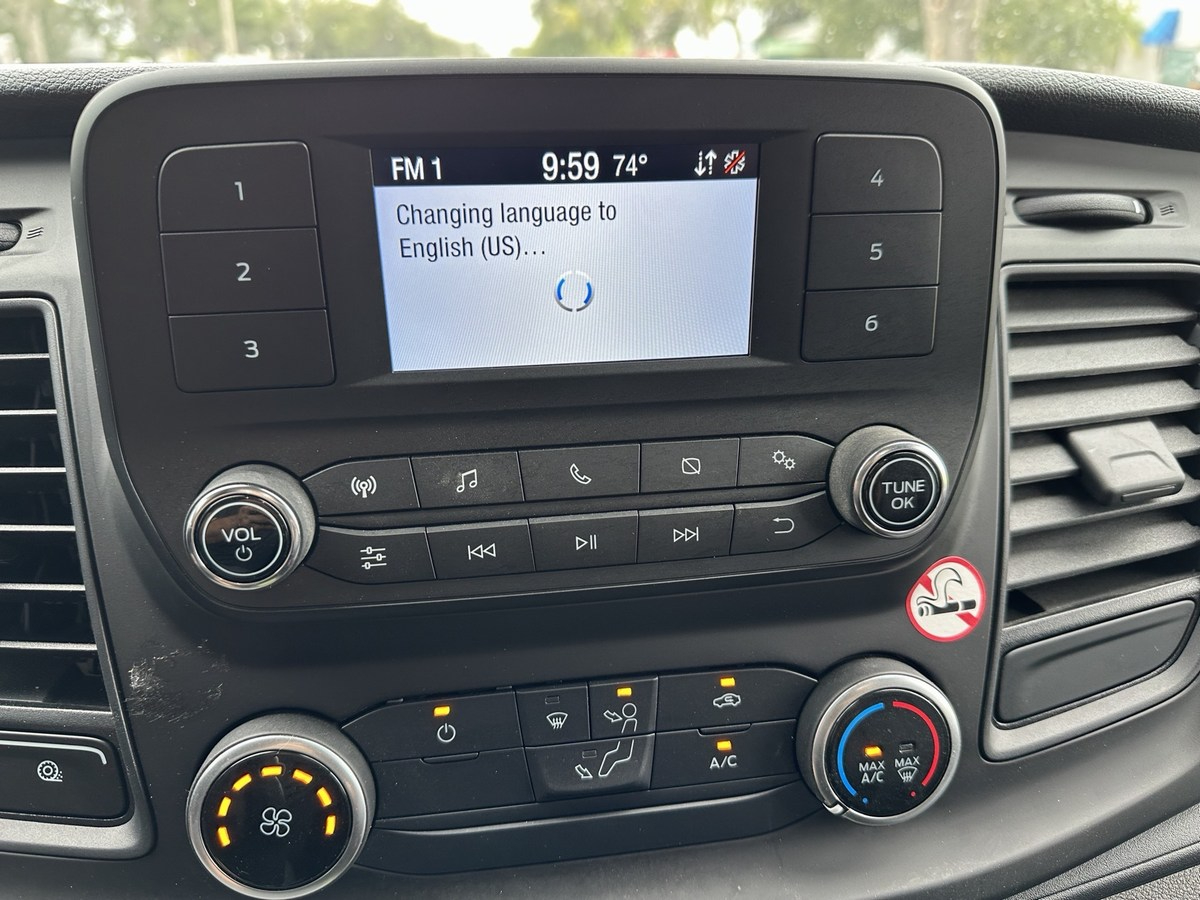 FM 1 9:59 74°
Changing language to
English (US)...
1
2
3
4
5
6
VOL
TUNE
OK
A/C
MAX
A/C
MAX